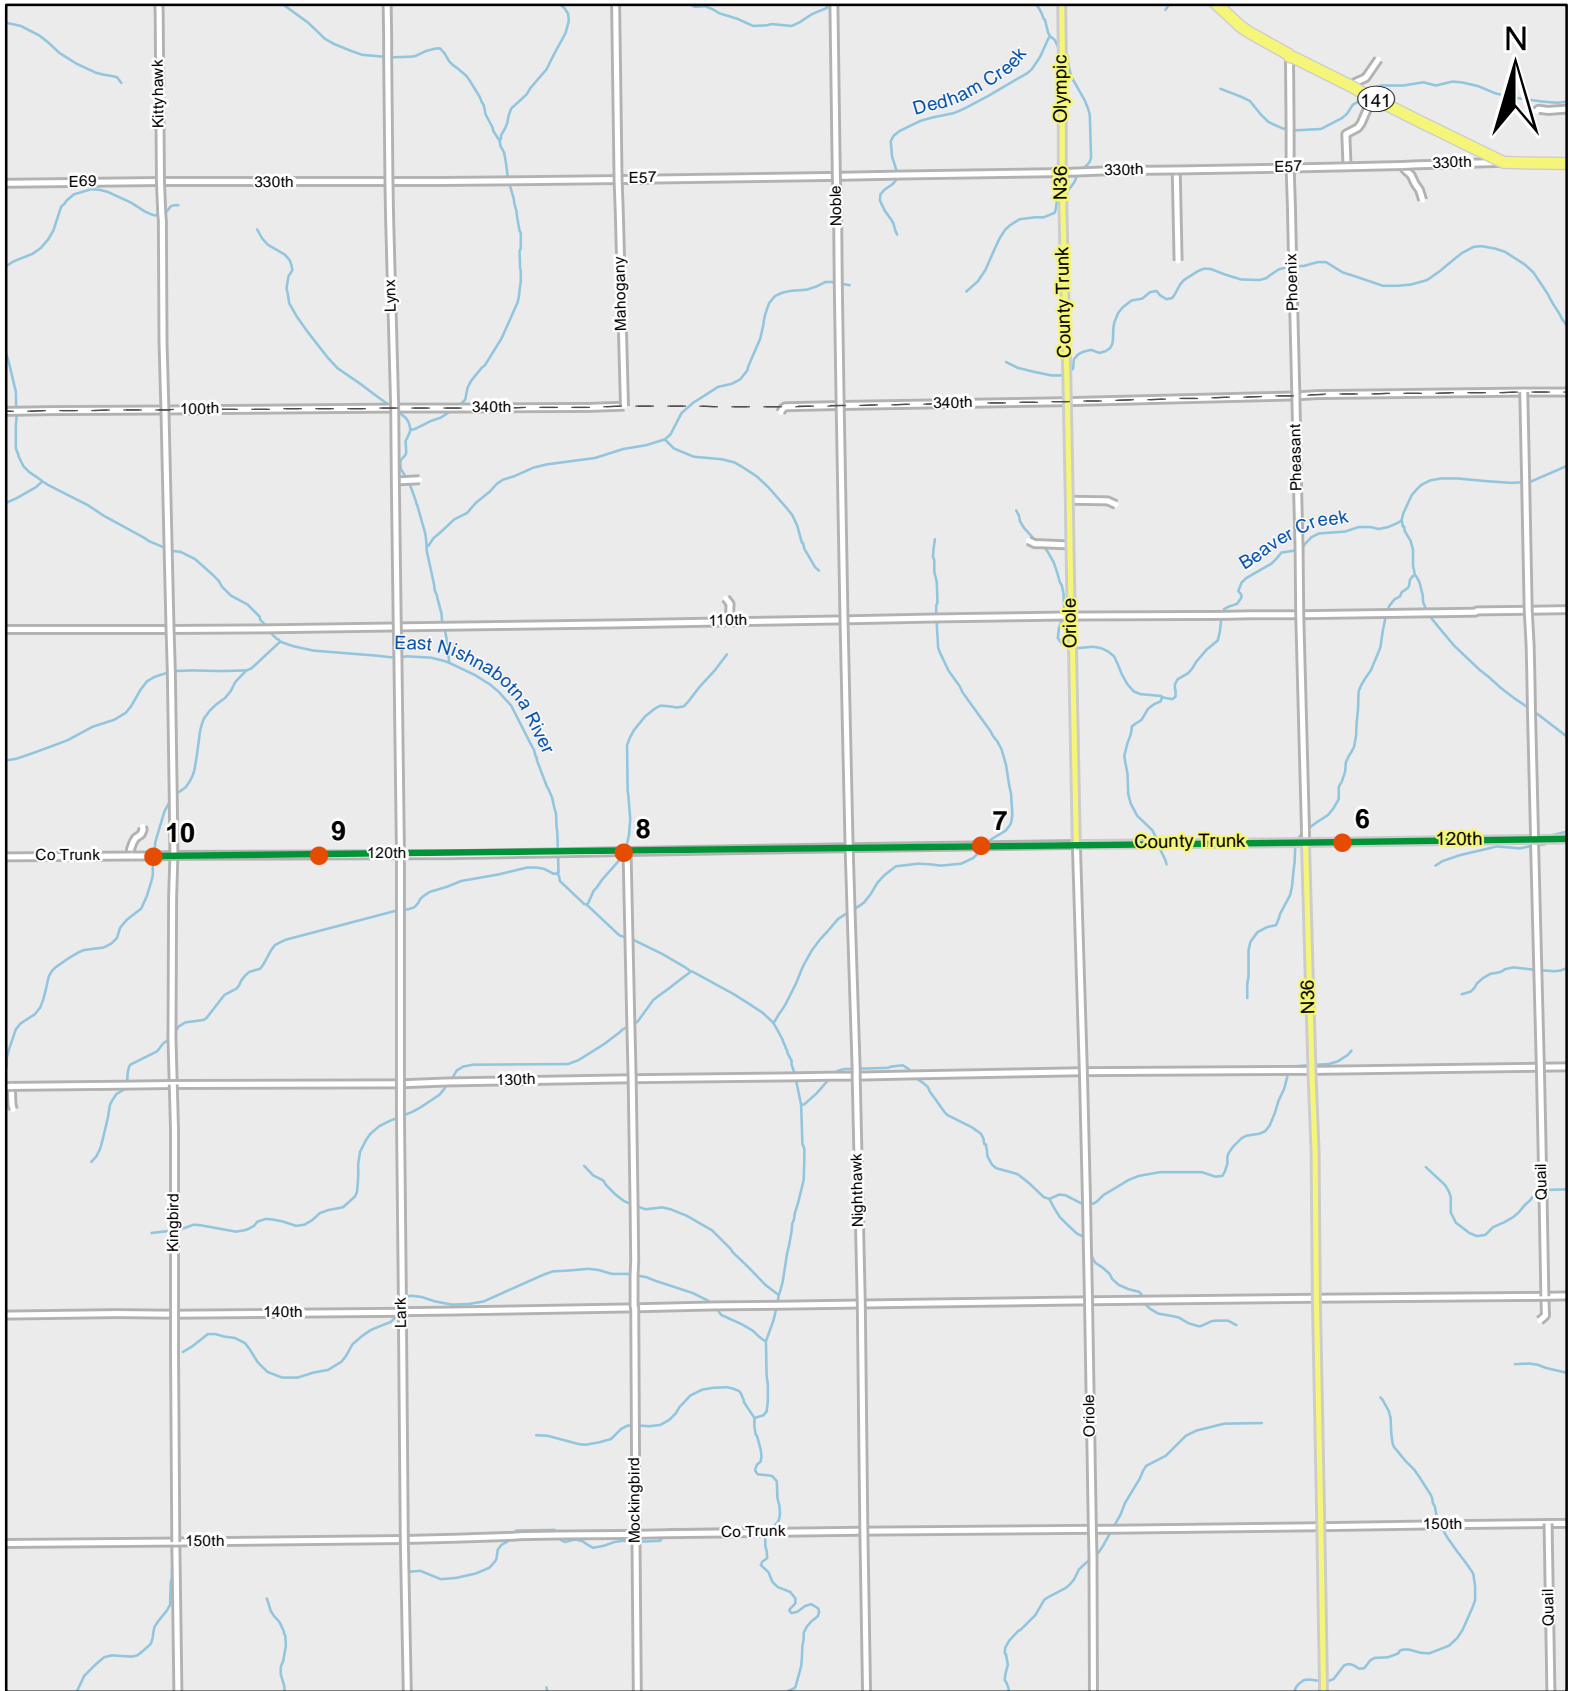 N
Kittyhawk
Dedham Creek
Olympic
141
E69
330th
E57
Noble
N36
330th
E57
330th
Lynx
Mahogany
County Trunk
Phoenix
100th
340th
340th
Pheasant
Beaver Creek
110th
Oriole
East Nishnabotna River
10
9
8
7
6
Co Trunk
120th
County Trunk
120th
N36
130th
Kingbird
Nighthawk
Quail
140th
Lark
Oriole
Mockingbird
150th
Co Trunk
150th
Quail